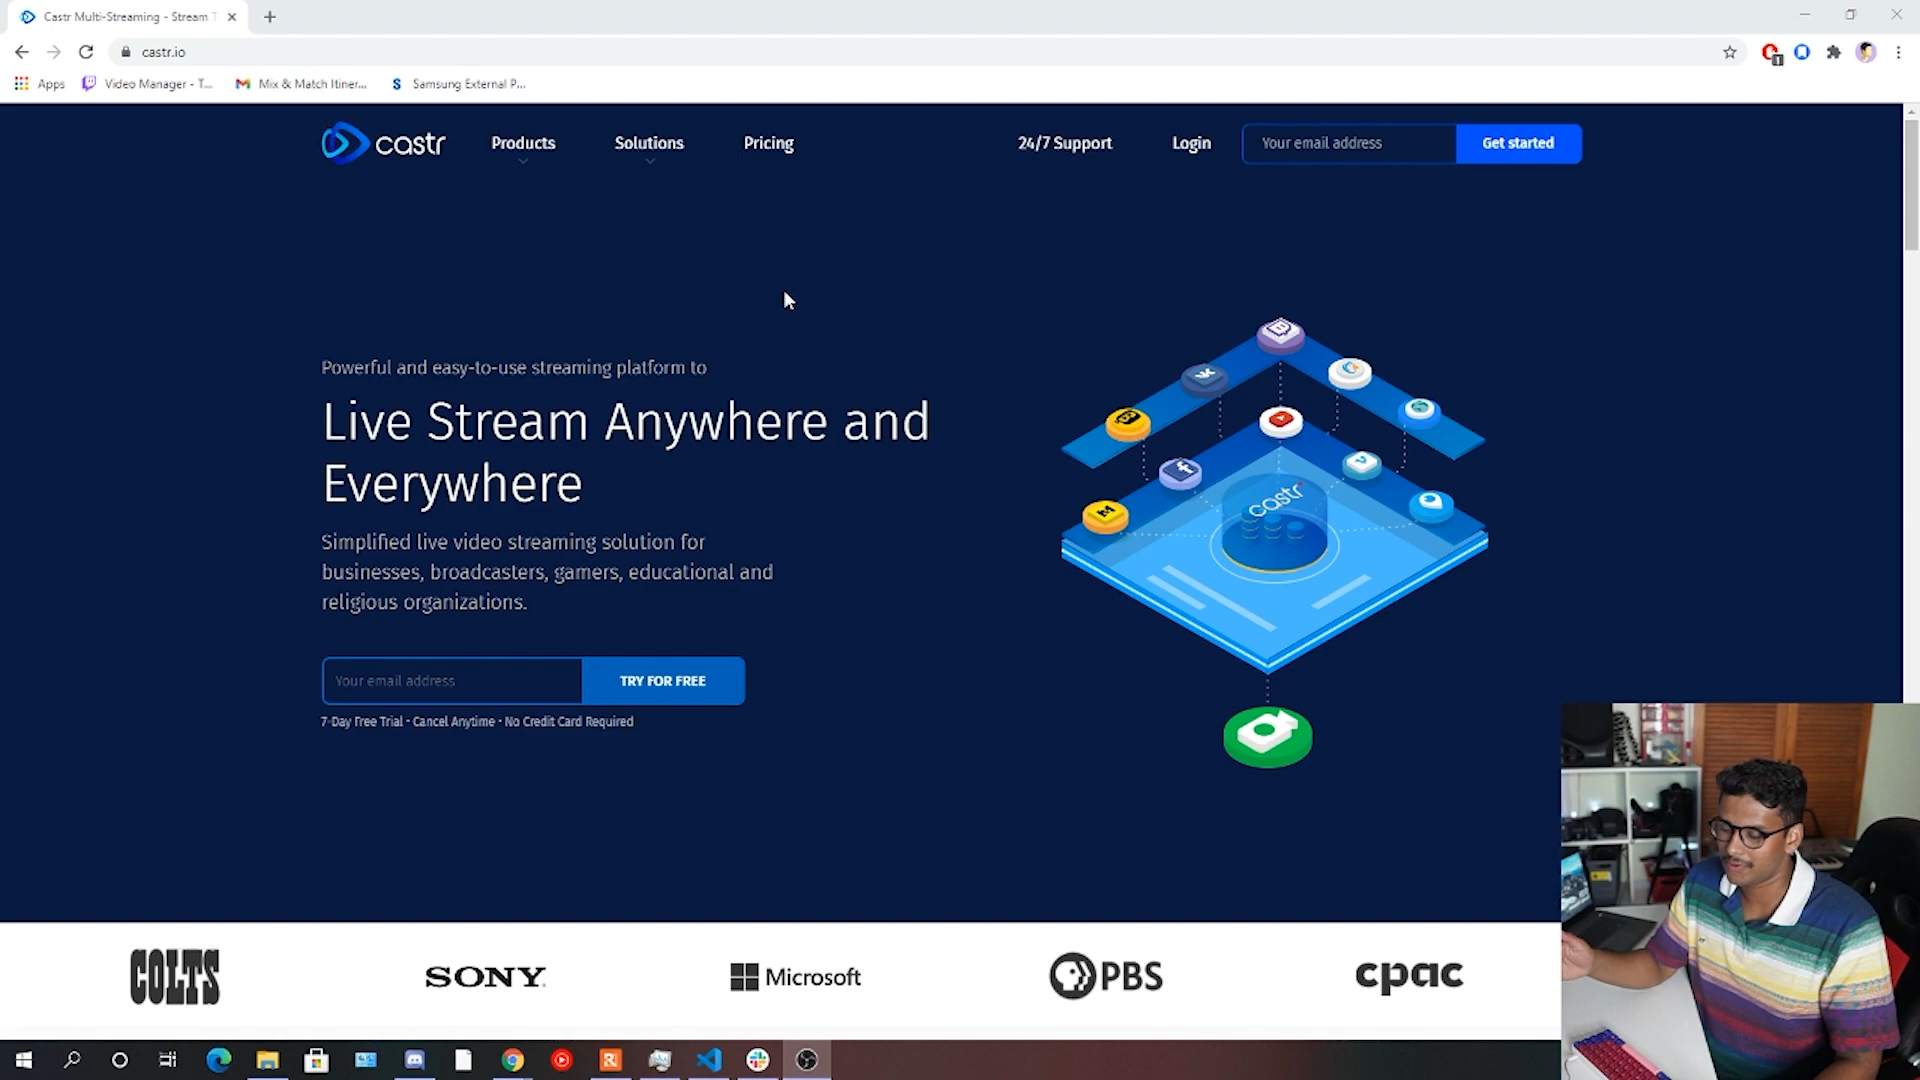 Castr Multi-Streaming - Stream T
castr.io
Apps
Video Manager - T...
Mix & Match Itiner...
Samsung External P...
castr
Products
Solutions
Pricing
24/7 Support
Login
Your email address
Get started
Powerful and easy-to-use streaming platform to
Live Stream Anywhere and
Everywhere
Simplified live video streaming solution for
businesses, broadcasters, gamers, educational and
religious organizations.
Your email address
TRY FOR FREE
7-Day Free Trial - Cancel Anytime - No Credit Card Required
castr
COLTS
SONY
Microsoft
PBS
cpac